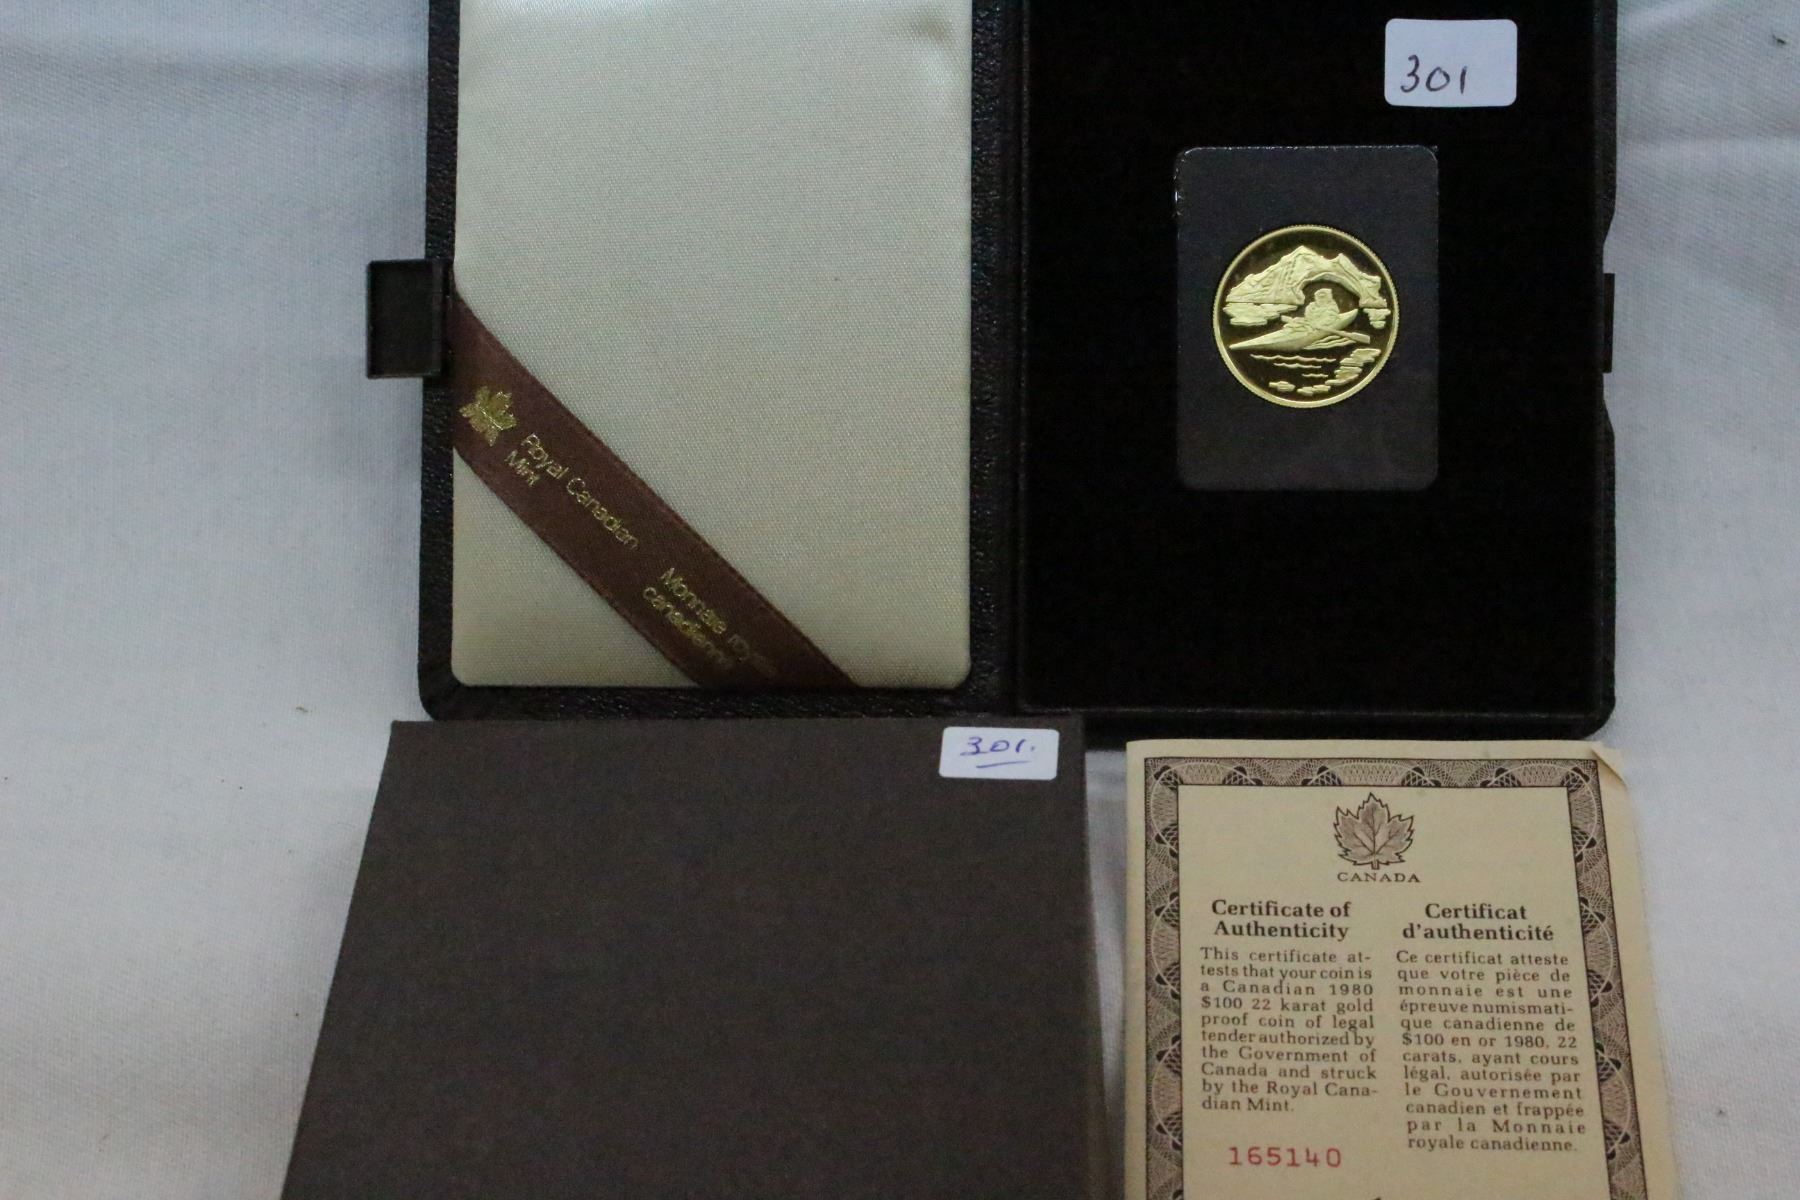 301
Royal Canadian
Mint
Monnaie royale
canadienne
301.
CANADA
Certificate of
Authenticity
This certificate at-
tests that your coin is
a Canadian 1980
$100 22 karat gold
proof coin of legal
tender authorized by
the Government of
Canada and struck
by the Royal Cana-
dian Mint.
165140
Certificat
d'authenticité
Ce certificat atteste
que votre pièce de
monnaie est une
épreuve numismati-
que canadienne de
$100 en or 1980, 22
carats, ayant cours
légal, autorisée par
le Gouvernement
canadien et frappée
par la Monnaie
royale canadienne.